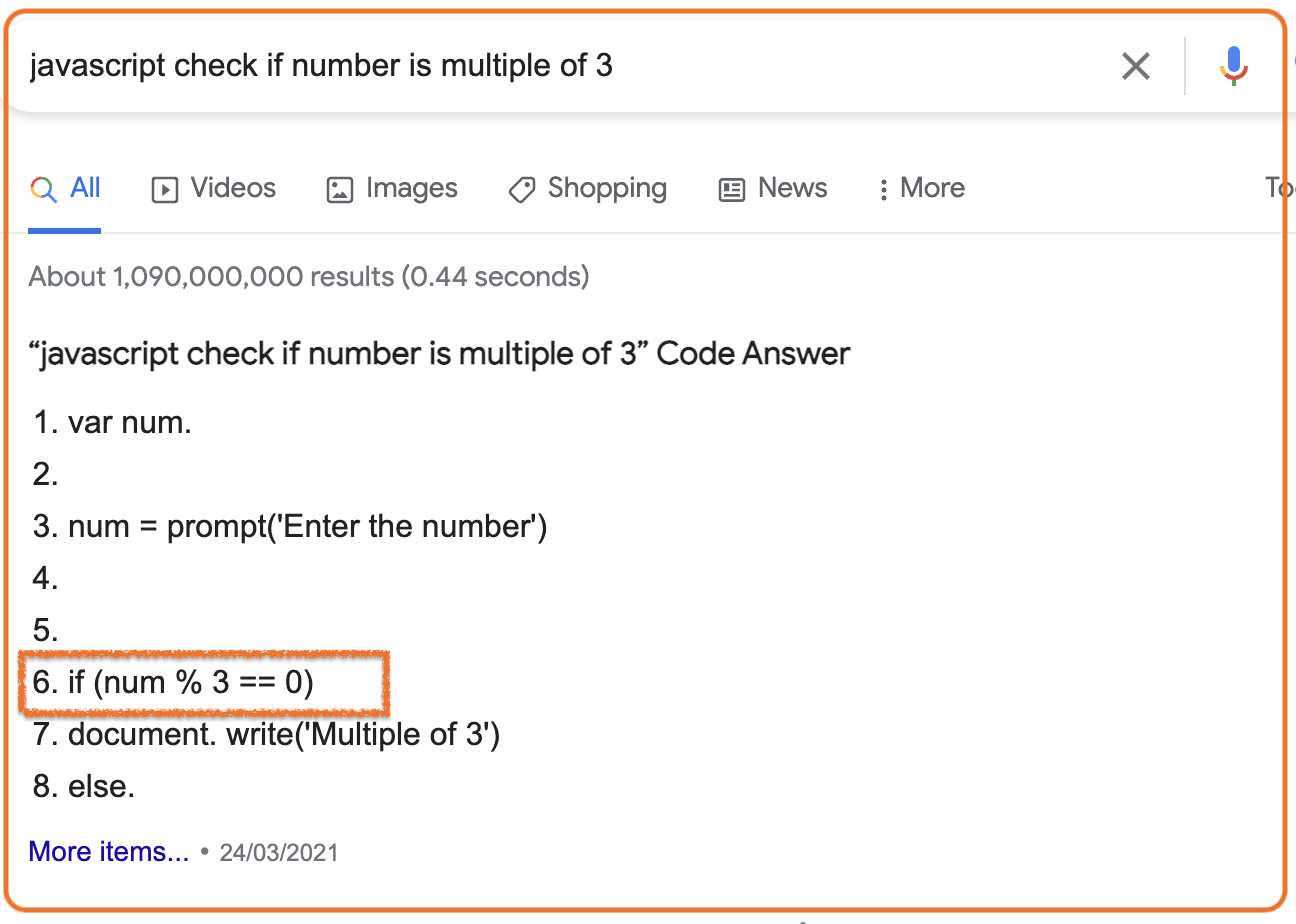 javascript check if number is multiple of 3
All Videos Images Shopping News More
About 1,090,000,000 results (0.44 seconds)
“javascript check if number is multiple of 3” Code Answer
1. var num.
2.
3. num = prompt('Enter the number')
4.
5.
6. if (num % 3 == 0)
7. document. write('Multiple of 3')
8. else.
More items... • 24/03/2021